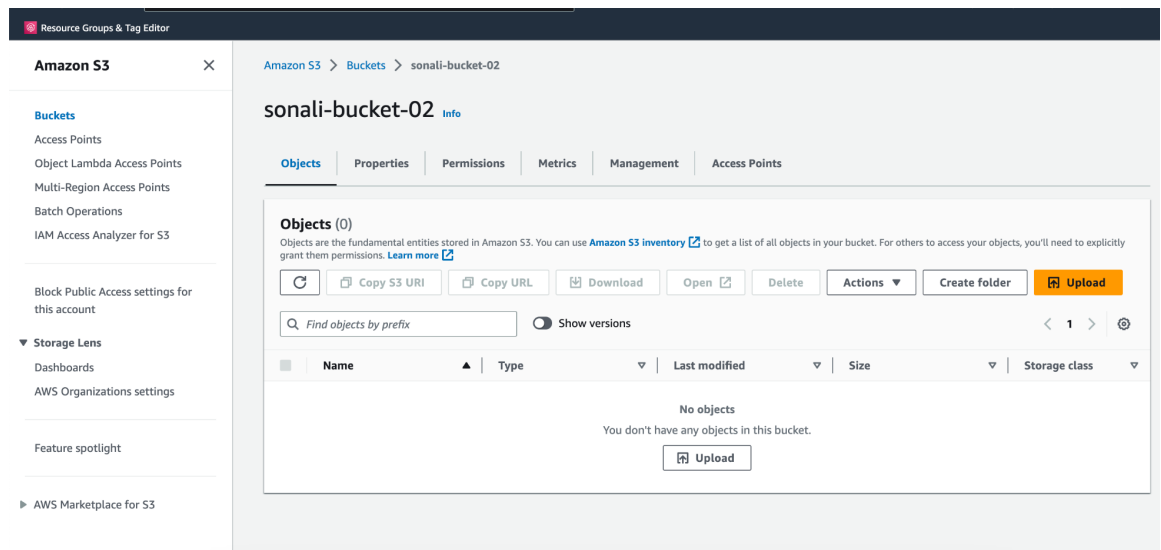 Resource Groups & Tag Editor
Amazon S3
Buckets
Access Points
Object Lambda Access Points
Multi-Region Access Points
Batch Operations
IAM Access Analyzer for S3
Block Public Access settings for
this account
Storage Lens
Dashboards
AWS Organizations settings
Feature spotlight
AWS Marketplace for S3
Amazon S3 > Buckets > sonali-bucket-02
sonali-bucket-02 Info
Objects Properties Permissions Metrics Management Access Points
Objects (0)
Objects are the fundamental entities stored in Amazon S3. You can use Amazon S3 inventory to get a list of all objects in your bucket. For others to access your objects, you'll need to explicitly
grant them permissions. Learn more
Copy S3 URI Copy URL Download Open Delete Actions Create folder Upload
Find objects by prefix Show versions < 1 >
Name Type Last modified Size Storage class
No objects
You don't have any objects in this bucket.
Upload